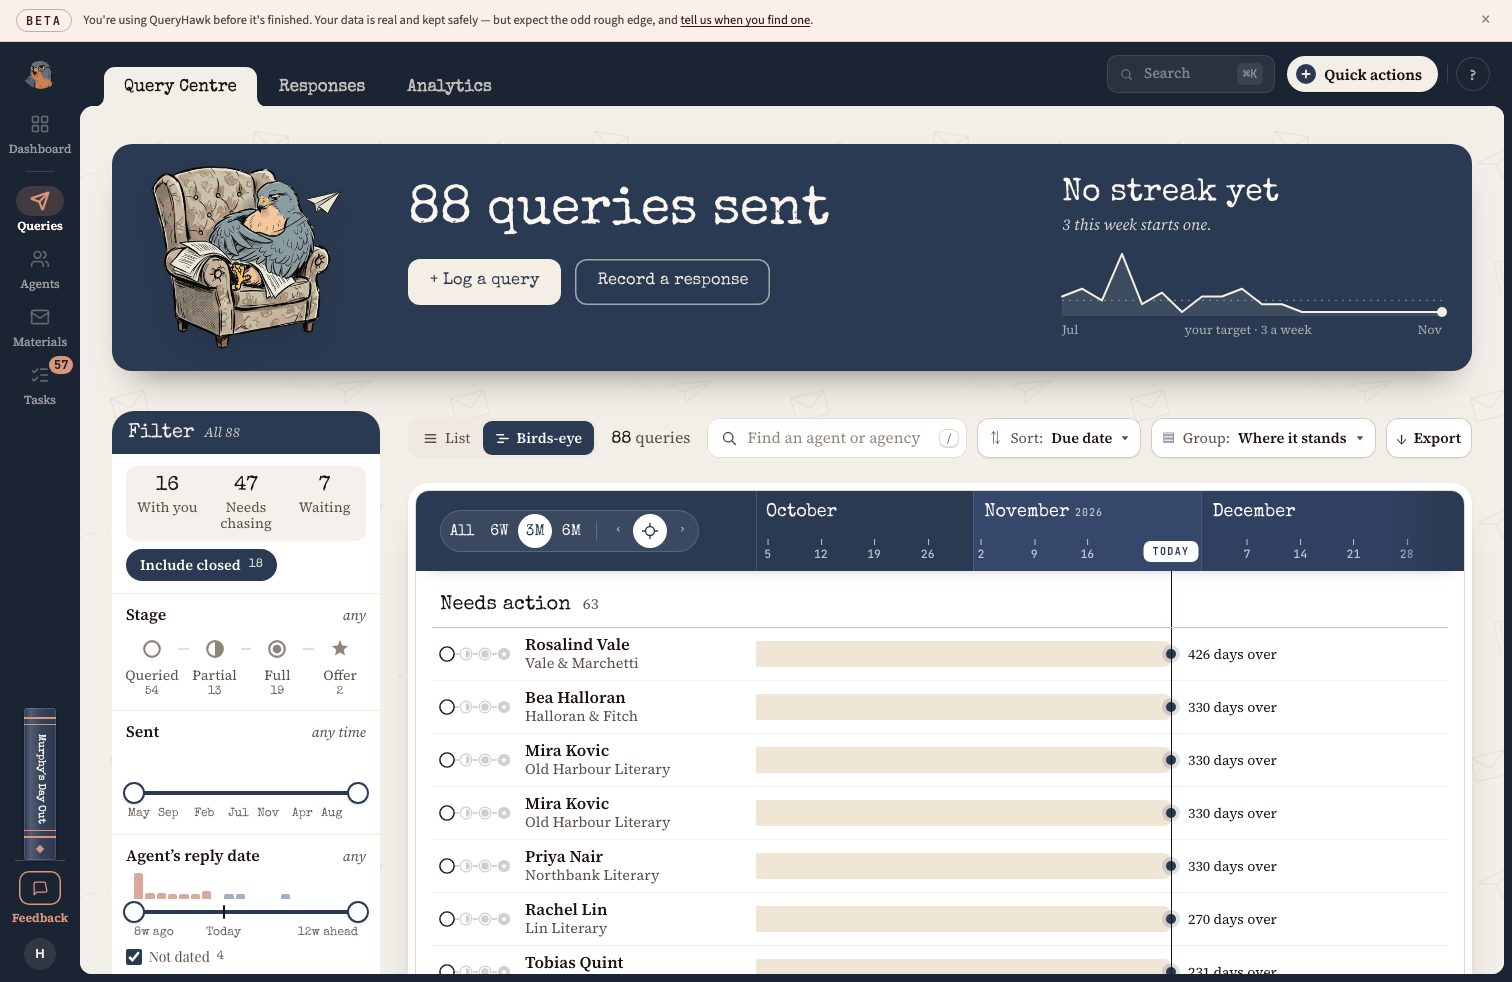 BETA
You're using QueryHawk before it's finished. Your data is real and kept safely — but expect the odd rough edge, and tell us when you find one.
×
Query Centre
Responses
Analytics
Search
⌘K
+ Quick actions
?
Dashboard
Queries
Agents
Materials
57
Tasks
Murphy's Day Out
Feedback
H
88 queries sent
+ Log a query
Record a response
No streak yet
3 this week starts one.
Jul
your target · 3 a week
Nov
Filter All 88
16
With you
47
Needs
chasing
7
Waiting
Include closed 18
Stage
any
Queried
54
Partial
13
Full
19
Offer
2
Sent
any time
May Sep Feb Jul Nov Apr Aug
Agent's reply date
any
8w ago
Today
12w ahead
Not dated 4
List
Birds-eye
88 queries
Find an agent or agency
/
Sort: Due date
Group: Where it stands
Export
All 6W 3M 6M
October
5 12 19 26
November 2026
2 9 16
TODAY
December
7 14 21 28
Needs action 63
Rosalind Vale
Vale & Marchetti
426 days over
Bea Halloran
Halloran & Fitch
330 days over
Mira Kovic
Old Harbour Literary
330 days over
Mira Kovic
Old Harbour Literary
330 days over
Priya Nair
Northbank Literary
330 days over
Rachel Lin
Lin Literary
270 days over
Tobias Quint
231 days over